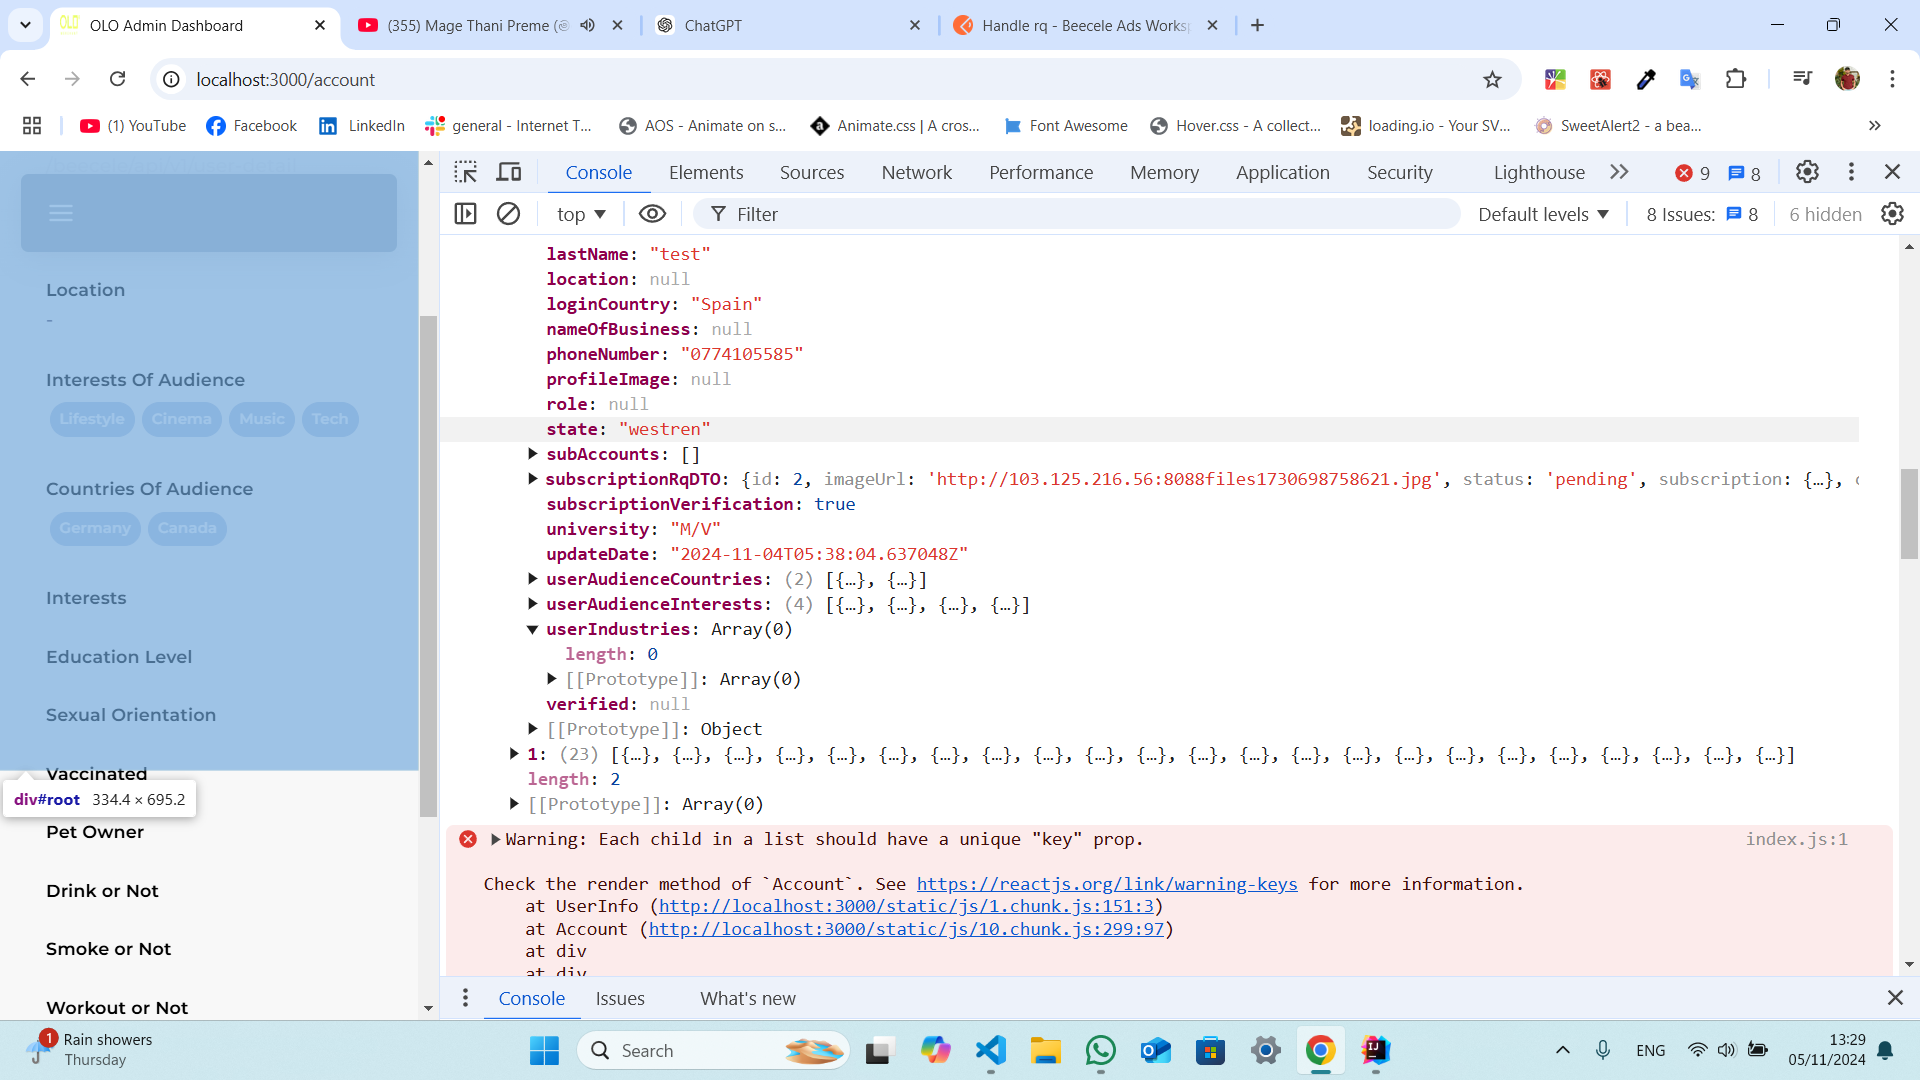 OLO Admin Dashboard
(355) Mage Thani Preme (
ChatGPT
Handle rq - Beecele Ads Works
localhost:3000/account
(1) YouTube
Facebook
LinkedIn
general - Internet T...
AOS - Animate on s...
Animate.css | A cros...
Font Awesome
Hover.css - A collect...
loading.io - Your SV...
SweetAlert2 - a bea...
Console
Elements
Sources
Network
Performance
Memory
Application
Security
Lighthouse
9
8
top
Filter
Default levels
8 Issues:
8
6 hidden
Location
-
Interests Of Audience
Lifestyle
Cinema
Music
Tech
Countries Of Audience
Germany
Canada
Interests
Education Level
Sexual Orientation
Vaccinated
div#root 334.4 × 695.2
Pet Owner
Drink or Not
Smoke or Not
Workout or Not
lastName: "test"
location: null
loginCountry: "Spain"
nameOfBusiness: null
phoneNumber: "0774105585"
profileImage: null
role: null
state: "westren"
subAccounts: []
subscriptionRqDTO: {id: 2, imageUrl: 'http://103.125.216.56:8088files1730698758621.jpg', status: 'pending', subscription: {…},
subscriptionVerification: true
university: "M/V"
updateDate: "2024-11-04T05:38:04.637048Z"
userAudienceCountries: (2) [{…}, {…}]
userAudienceInterests: (4) [{…}, {…}, {…}, {…}]
userIndustries: Array(0)
length: 0
[[Prototype]]: Array(0)
verified: null
[[Prototype]]: Object
1: (23) [{…}, {…}, {…}, {…}, {…}, {…}, {…}, {…}, {…}, {…}, {…}, {…}, {…}, {…}, {…}, {…}, {…}, {…}, {…}, {…}, {…}, {…}, {…}]
length: 2
[[Prototype]]: Array(0)
Warning: Each child in a list should have a unique "key" prop.
index.js:1
Check the render method of `Account`. See https://reactjs.org/link/warning-keys for more information.
at UserInfo (http://localhost:3000/static/js/1.chunk.js:151:3)
at Account (http://localhost:3000/static/js/10.chunk.js:299:97)
at div
at div
Console
Issues
What's new
1
Rain showers
Thursday
Search
ENG
13:29
05/11/2024